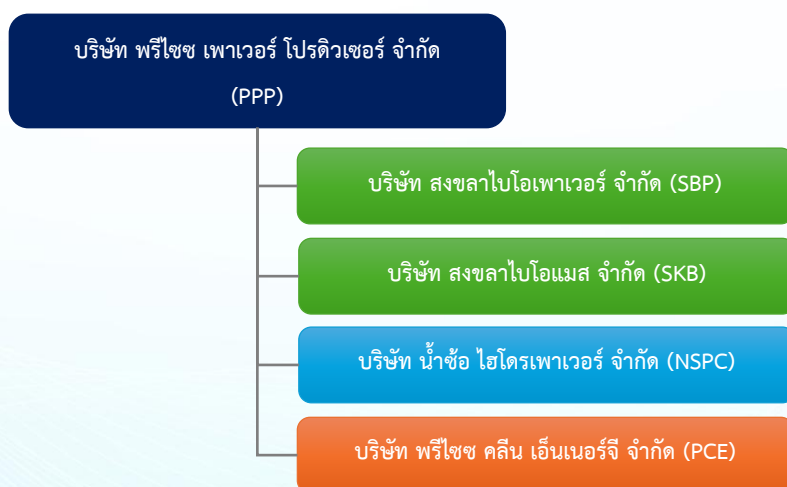 บริษัท พรีไซซ เพาเวอร์ โปรดิวเซอร์ จำกัด
(PPP)
บริษัท สงขลาไบโอเพาเวอร์ จำกัด (SBP)
บริษัท สงขลาไบโอแมส จำกัด (SKB)
บริษัท น้ำซ้อ ไฮโดรเพาเวอร์ จำกัด (NSPC)
บริษัท พรีไซซ คลีน เอ็นเนอร์จี จำกัด (PCE)